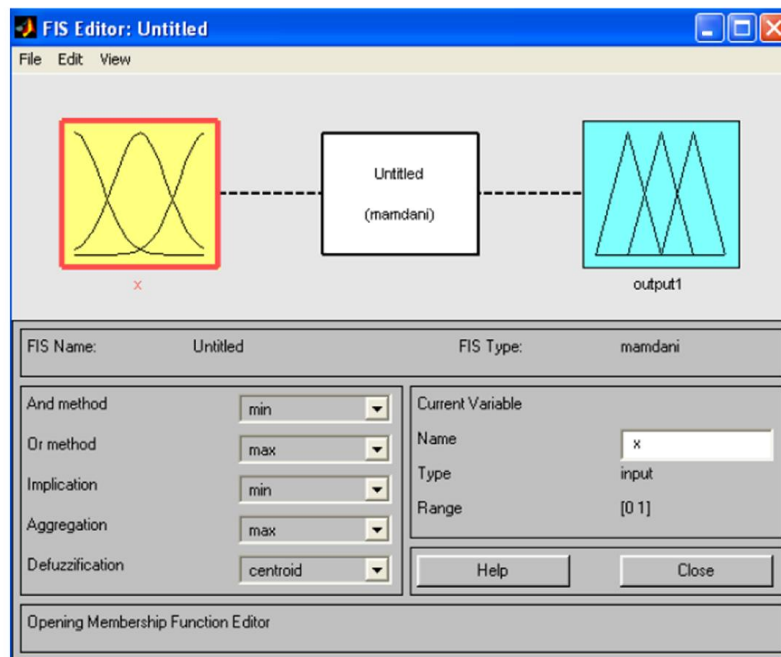 FIS Editor: Untitled
File Edit View
Untitled
(mamdani)
x
output1
FIS Name: Untitled FIS Type: mamdani
And method min
Or method max
Implication min
Aggregation max
Defuzzification centroid
Current Variable
Name x
Type input
Range [0 1]
Help Close
Opening Membership Function Editor